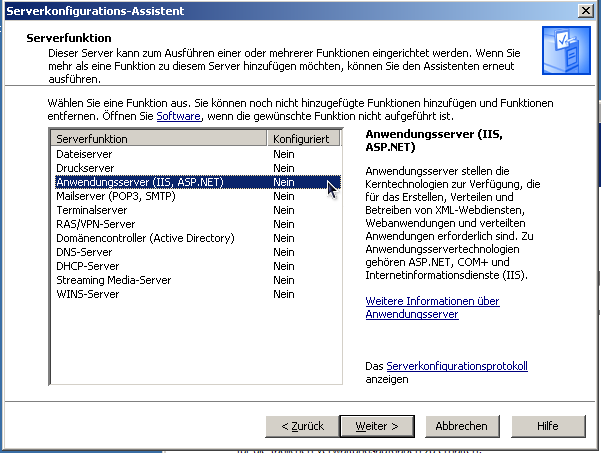 Serverkonfigurations-Assistent
Serverfunktion
Dieser Server kann zum Ausführen einer oder mehrerer Funktionen eingerichtet werden. Wenn Sie
mehr als eine Funktion zu diesem Server hinzufügen möchten, können Sie den Assistenten erneut
ausführen.
Wählen Sie eine Funktion aus. Sie können noch nicht hinzugefügte Funktionen hinzufügen und Funktionen
entfernen. Öffnen Sie Software, wenn die gewünschte Funktion nicht aufgeführt ist.
Serverfunktion Konfiguriert
Dateiserver Nein
Druckserver Nein
Anwendungsserver (IIS, ASP.NET) Nein
Mailserver (POP3, SMTP) Nein
Terminalserver Nein
RAS/VPN-Server Nein
Domänencontroller (Active Directory) Nein
DNS-Server Nein
DHCP-Server Nein
Streaming Media-Server Nein
WINS-Server Nein
Anwendungsserver (IIS,
ASP.NET)
Anwendungsserver stellen die
Kerntechnologien zur Verfügung, die
für das Erstellen, Verteilen und
Betreiben von XML-Webdiensten,
Webanwendungen und verteilten
Anwendungen erforderlich sind. Zu
Anwendungsservertechnologien
gehören ASP.NET, COM+ und
Internetinformationsdienste (IIS).
Weitere Informationen über
Anwendungsserver
Das Serverkonfigurationsprotokoll
anzeigen
< Zurück Weiter > Abbrechen Hilfe